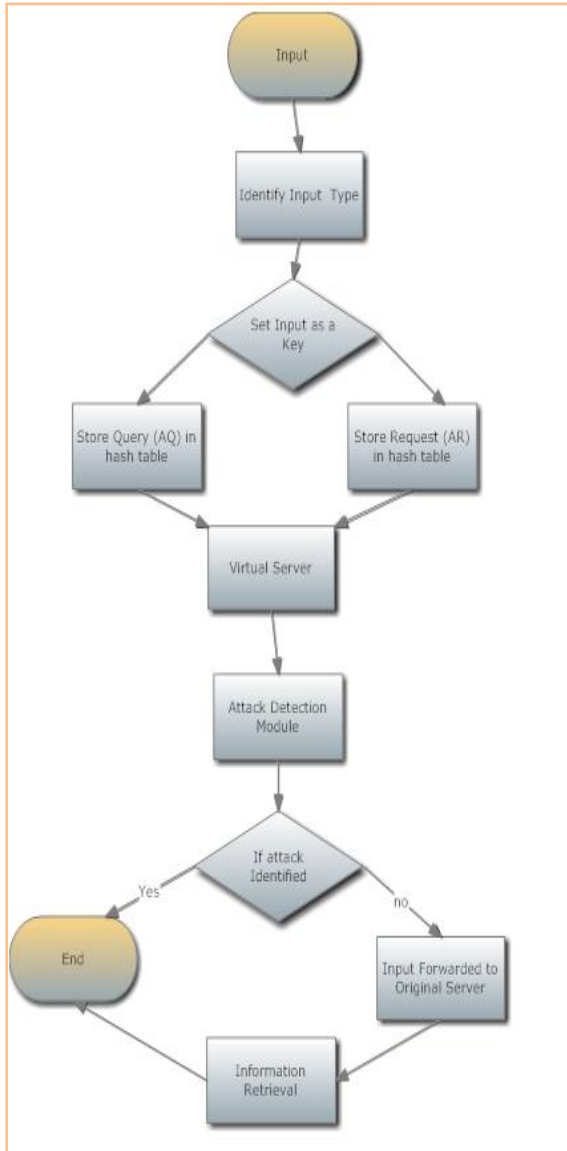 Input
Identify Input Type
Set Input as a
Key
Store Query (AQ) in
hash table
Store Request (AR)
in hash table
Virtual Server
Attack Detection
Module
If attack
Identified
Yes
no
End
Input Forwarded to
Original Server
Information
Retrieval